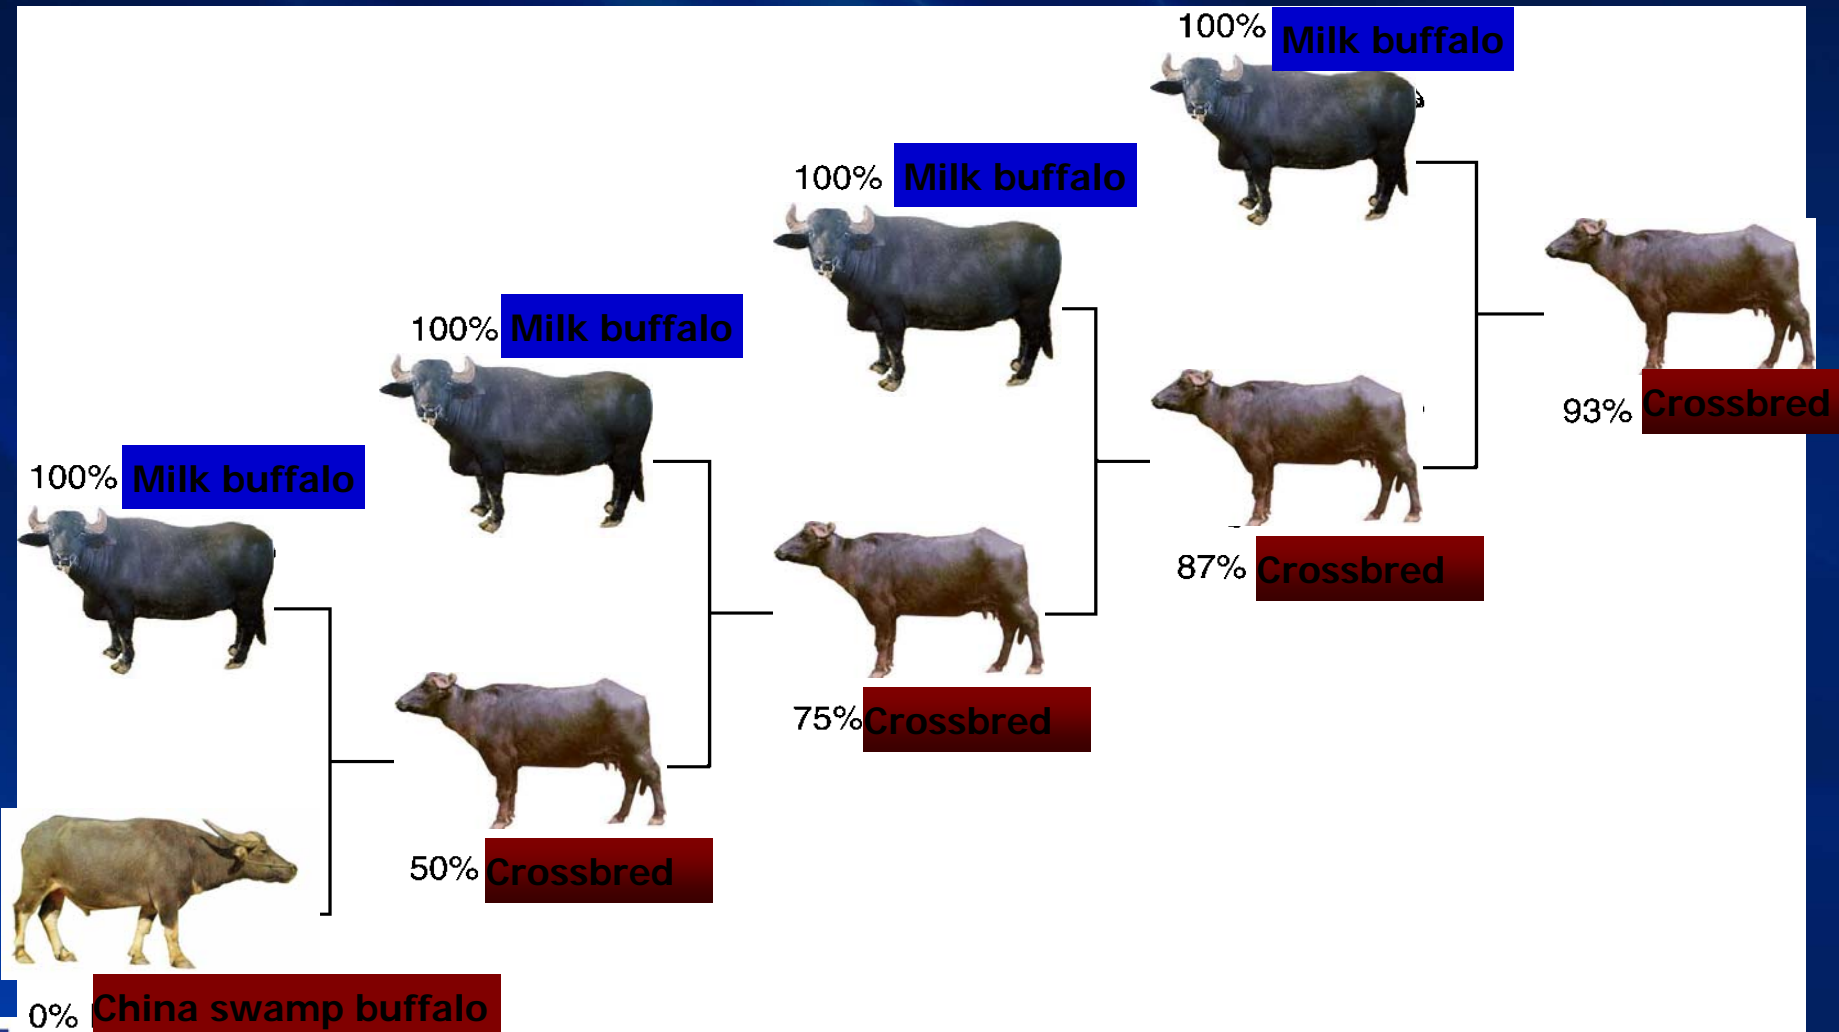 100% Milk buffalo
100% Milk buffalo
100% Milk buffalo
100% Milk buffalo
93% Crossbred
87% Crossbred
75% Crossbred
50% Crossbred
0% China swamp buffalo